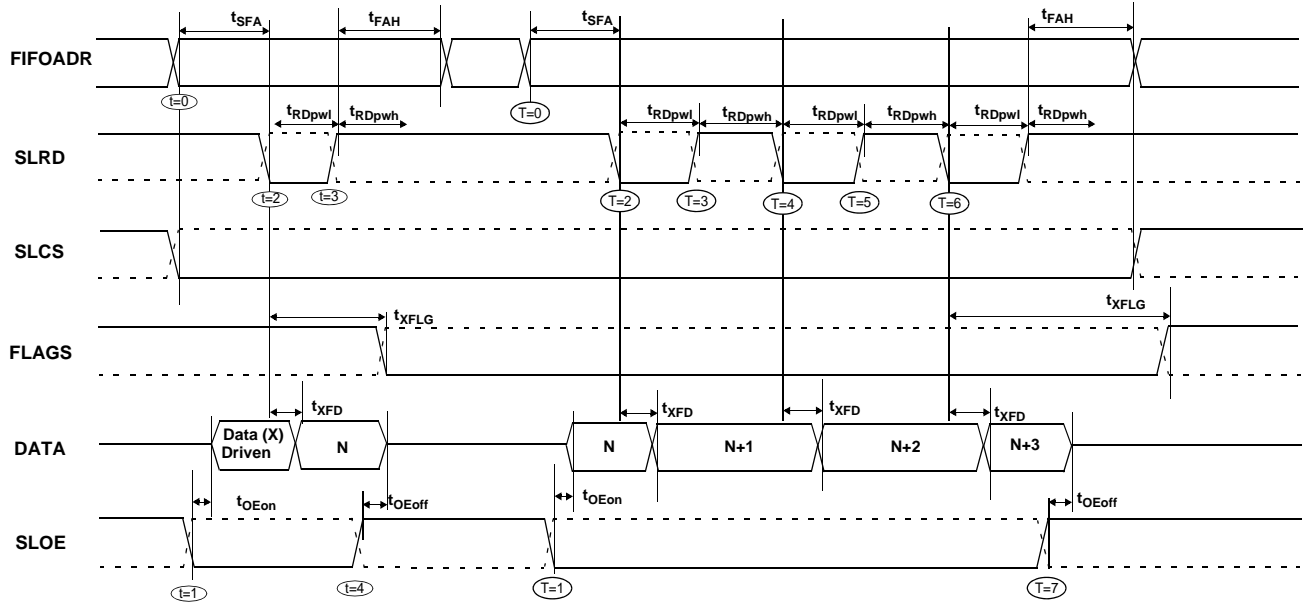 tSFA tFAH tSFA tFAH
FIFOADR
t=0 T=0
tRDpwl tRDpwh tRDpwl tRDpwh tRDpwl tRDpwh tRDpwl tRDpwh
SLRD
t=2 t=3 T=2 T=3 T=4 T=5 T=6
SLCS
tXFLG tXFLG
FLAGS
tXFD tXFD tXFD tXFD
DATA
Data (X)
Driven
N N N+1 N+2 N+3
tOEon tOEoff tOEon tOEoff
SLOE
t=1 t=4 T=1 T=7